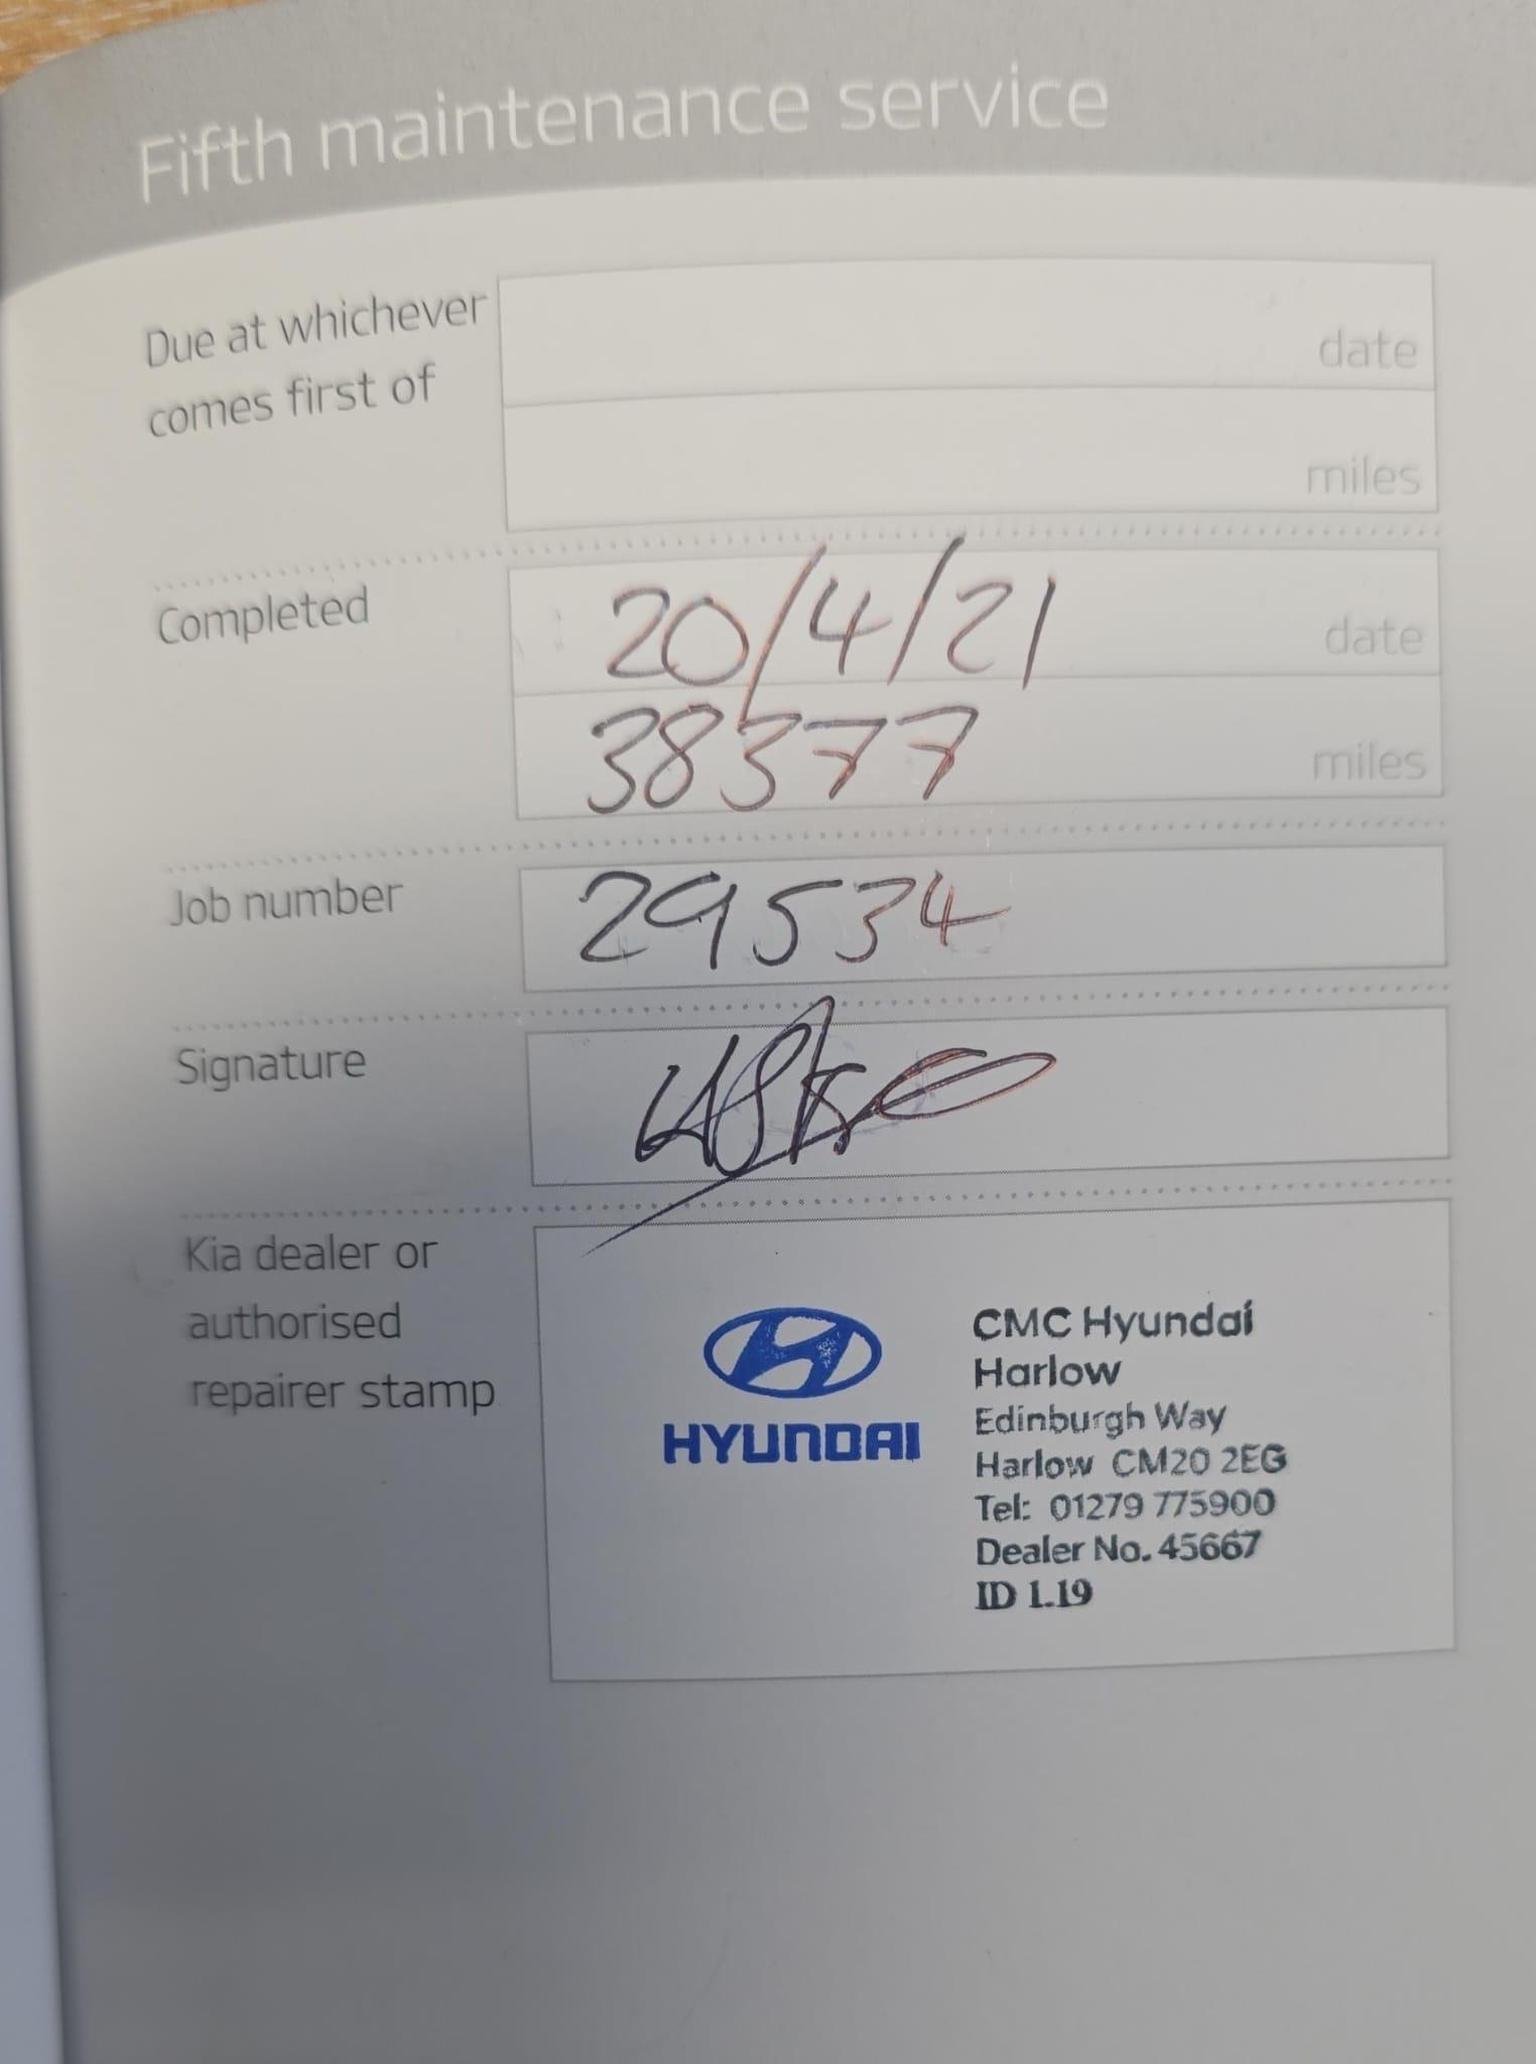 Fifth maintenance service
Due at whichever
comes first of
date
miles
Completed
20/4/21
date
38377
miles
Job number
29534
Signature
Kia dealer or
authorised
repairer stamp
HYUNDAI
CMC Hyundai
Harlow
Edinburgh Way
Harlow CM20 2EG
Tel: 01279 775900
Dealer No. 45667
ID 1.19